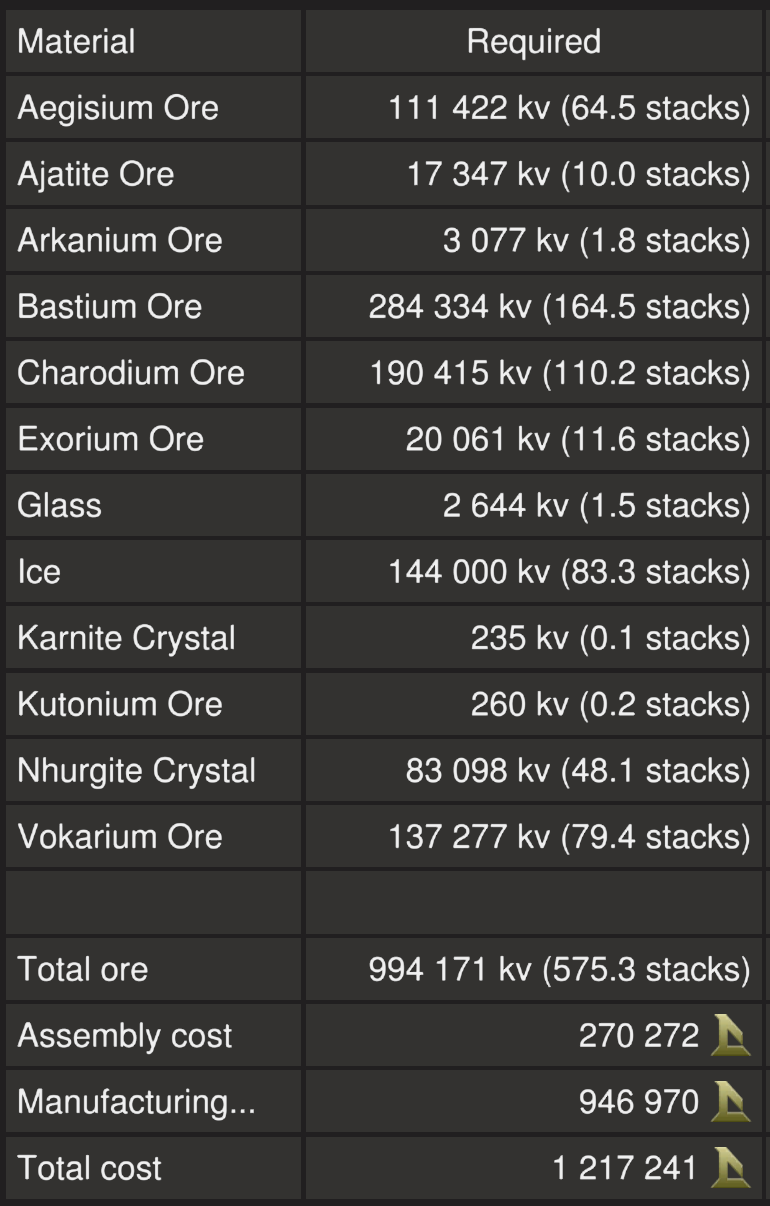 Material Required
Aegisium Ore 111 422 kv (64.5 stacks)
Ajatite Ore 17 347 kv (10.0 stacks)
Arkanium Ore 3 077 kv (1.8 stacks)
Bastium Ore 284 334 kv (164.5 stacks)
Charodium Ore 190 415 kv (110.2 stacks)
Exorium Ore 20 061 kv (11.6 stacks)
Glass 2 644 kv (1.5 stacks)
Ice 144 000 kv (83.3 stacks)
Karnite Crystal 235 kv (0.1 stacks)
Kutonium Ore 260 kv (0.2 stacks)
Nhurgite Crystal 83 098 kv (48.1 stacks)
Vokarium Ore 137 277 kv (79.4 stacks)
Total ore 994 171 kv (575.3 stacks)
Assembly cost 270 272
Manufacturing... 946 970
Total cost 1 217 241